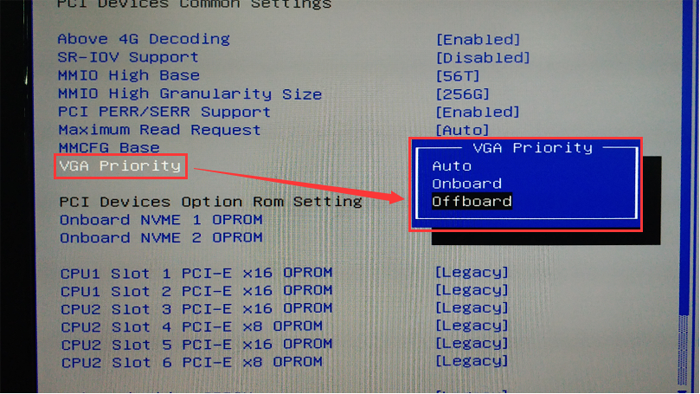 PCI Devices Common Settings
Above 4G Decoding [Enabled]
SR-IOV Support [Disabled]
MMIO High Base [56T]
MMIO High Granularity Size [256G]
PCI PERR/SERR Support [Enabled]
Maximum Read Request [Auto]
MMCFG Base
VGA Priority
VGA Priority
Auto
Onboard
Offboard
PCI Devices Option Rom Setting
Onboard NVME 1 OPROM
Onboard NVME 2 OPROM
CPU1 Slot 1 PCI-E x16 OPROM [Legacy]
CPU1 Slot 2 PCI-E x16 OPROM [Legacy]
CPU2 Slot 3 PCI-E x16 OPROM [Legacy]
CPU2 Slot 4 PCI-E x8 OPROM [Legacy]
CPU2 Slot 5 PCI-E x16 OPROM [Legacy]
CPU2 Slot 6 PCI-E x8 OPROM [Legacy]